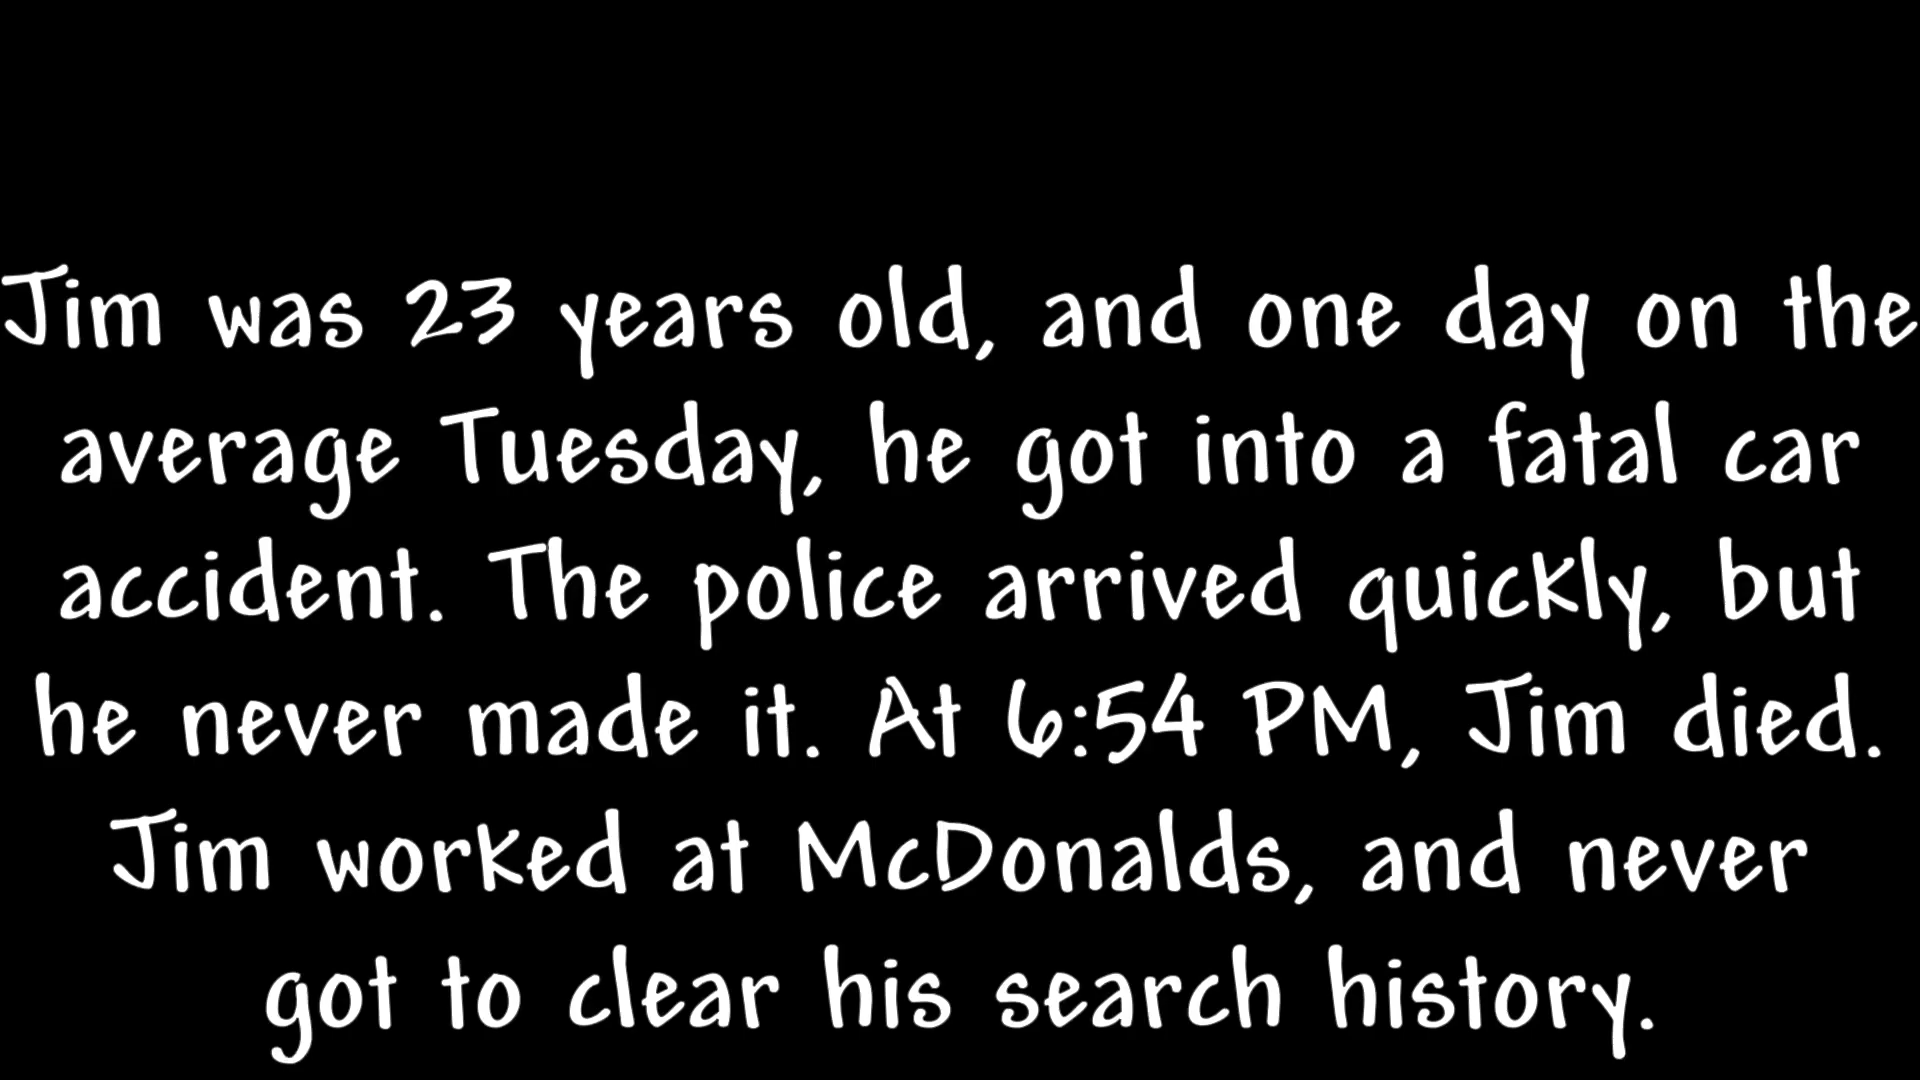 Jim was 23 years old, and one day on the
average Tuesday, he got into a fatal car
accident. The police arrived quickly, but
he never made it. At 6:54 PM, Jim died.
Jim worked at McDonalds, and never
got to clear his search history.